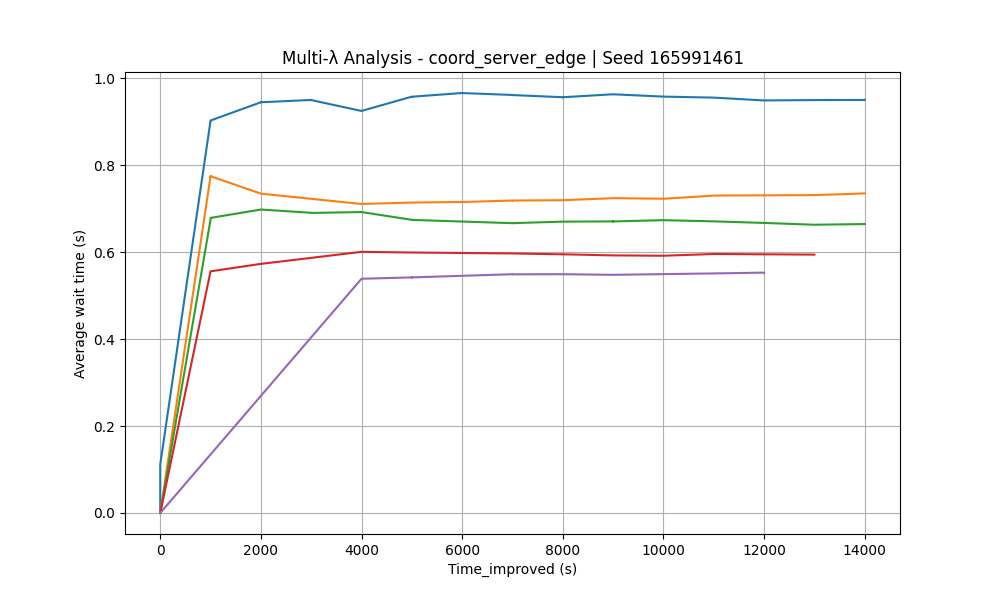 Multi-λ Analysis - coord_server_edge | Seed 165991461
1.0
0.8
0.6
0.4
0.2
0.0
Average wait time (s)
0 2000 4000 6000 8000 10000 12000 14000
Time_improved (s)